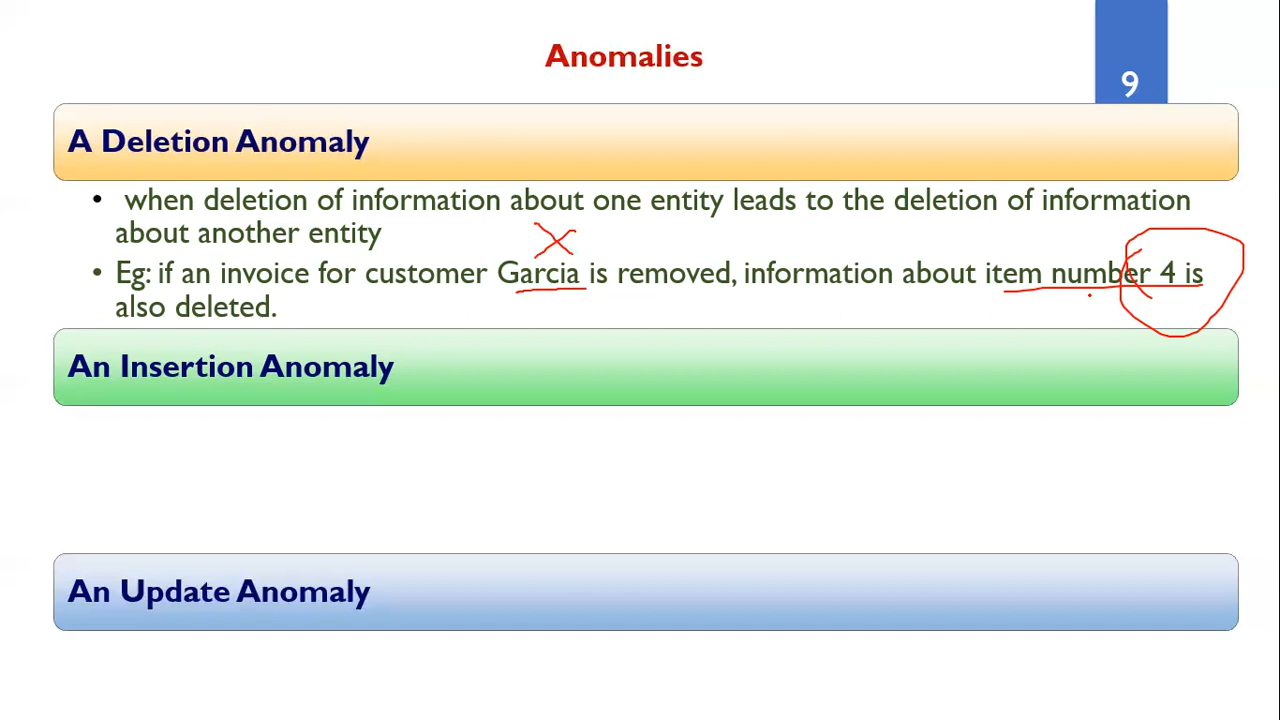 Anomalies
9
A Deletion Anomaly
• when deletion of information about one entity leads to the deletion of information
about another entity
• Eg: if an invoice for customer Garcia is removed, information about item number 4 is
also deleted.
An Insertion Anomaly
An Update Anomaly